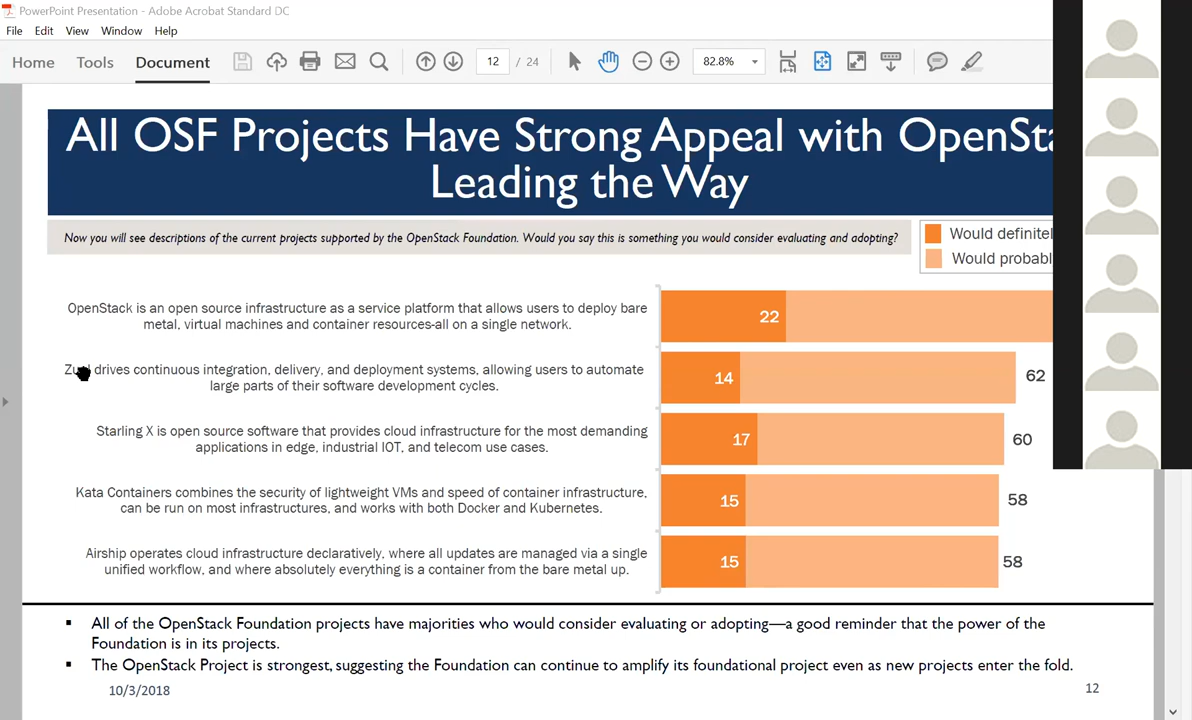 PowerPoint Presentation - Adobe Acrobat Standard DC
File Edit View Window Help
Home Tools Document 12 / 24 82.8%
All OSF Projects Have Strong Appeal with OpenSta
Leading the Way
Now you will see descriptions of the current projects supported by the OpenStack Foundation. Would you say this is something you would consider evaluating and adopting?
Would definitel
Would probabl
OpenStack is an open source infrastructure as a service platform that allows users to deploy bare
metal, virtual machines and container resources-all on a single network.
22
drives continuous integration, delivery, and deployment systems, allowing users to automate
large parts of their software development cycles.
14 62
Starling X is open source software that provides cloud infrastructure for the most demanding
applications in edge, industrial IOT, and telecom use cases.
17 60
Kata Containers combines the security of lightweight VMs and speed of container infrastructure,
can be run on most infrastructures, and works with both Docker and Kubernetes.
15 58
Airship operates cloud infrastructure declaratively, where all updates are managed via a single
unified workflow, and where absolutely everything is a container from the bare metal up.
15 58
▪ All of the OpenStack Foundation projects have majorities who would consider evaluating or adopting—a good reminder that the power of the
Foundation is in its projects.
▪ The OpenStack Project is strongest, suggesting the Foundation can continue to amplify its foundational project even as new projects enter the fold.
10/3/2018 12